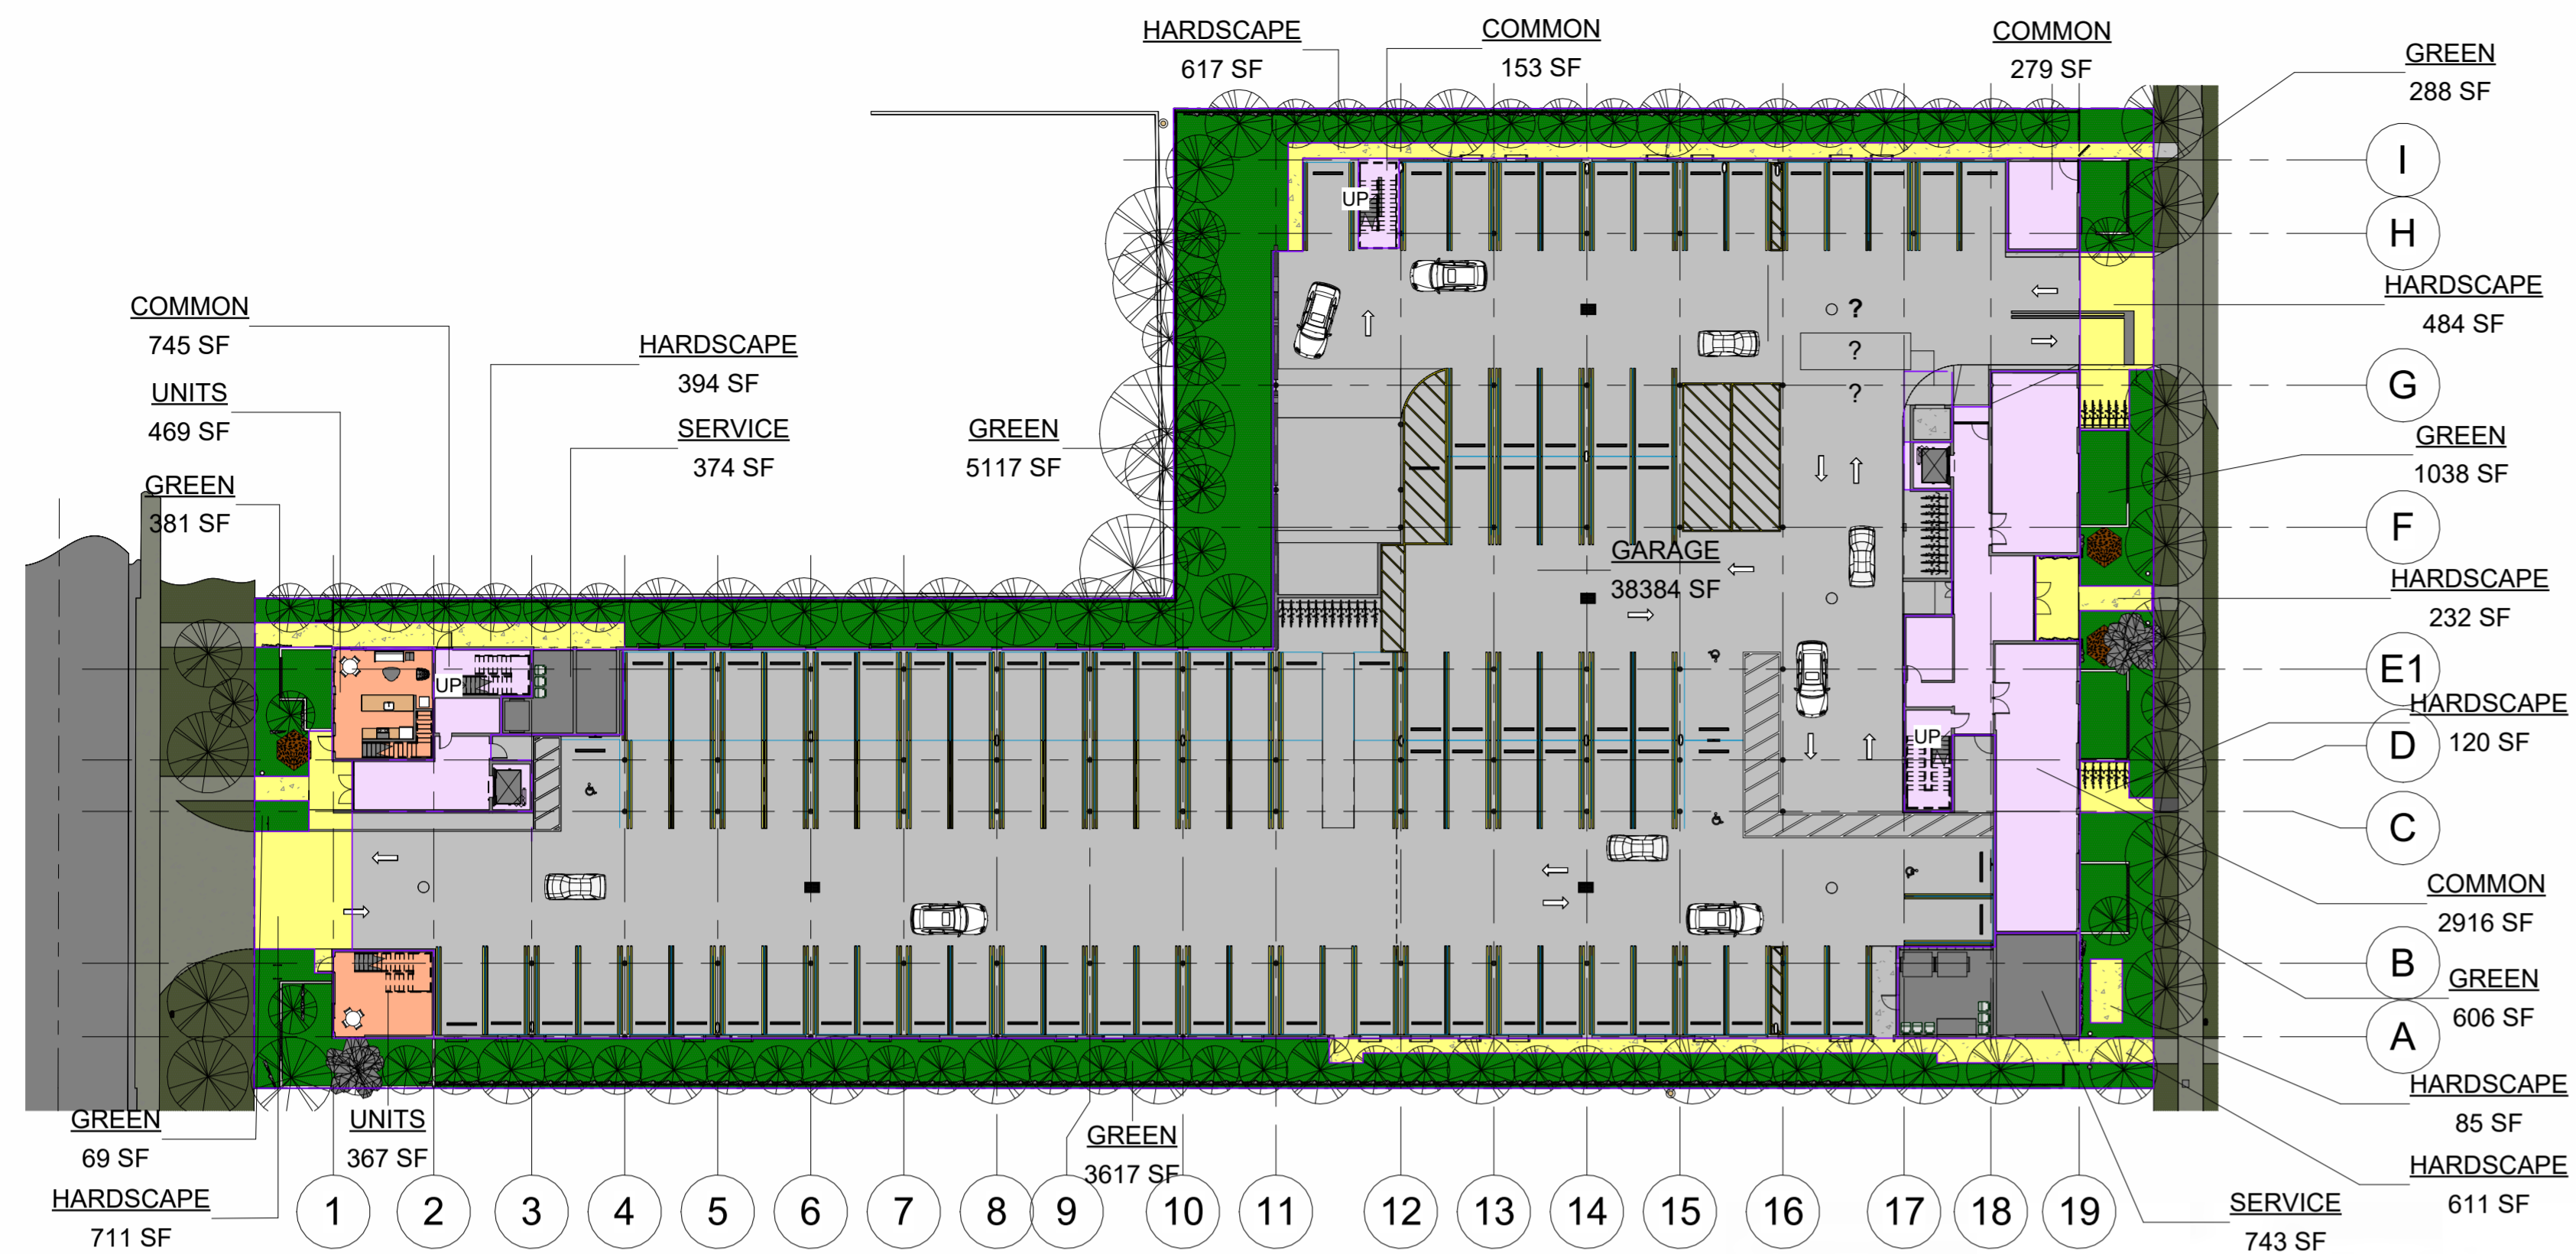 HARDSCAPE
617 SF
COMMON
153 SF
COMMON
279 SF
GREEN
288 SF
I
H
UP
HARDSCAPE
484 SF
COMMON
745 SF
HARDSCAPE
394 SF
?
?
?
UNITS
469 SF
SERVICE
374 SF
GREEN
5117 SF
G
GREEN
1038 SF
GREEN
381 SF
F
GARAGE
38384 SF
HARDSCAPE
232 SF
UP
E1
HARDSCAPE
120 SF
UP
D
C
COMMON
2916 SF
B
GREEN
606 SF
A
HARDSCAPE
85 SF
GREEN
69 SF
UNITS
367 SF
GREEN
3617 SF
HARDSCAPE
611 SF
HARDSCAPE
711 SF
SERVICE
743 SF
1
2
3
4
5
6
7
8
9
10
11
12
13
14
15
16
17
18
19